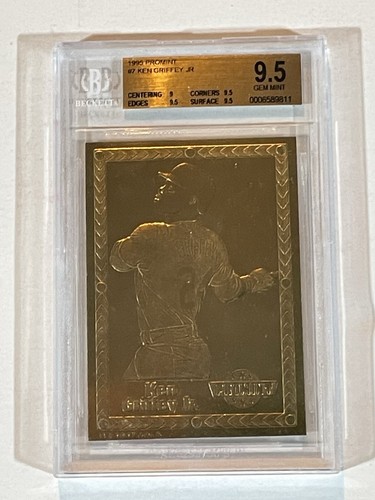 1995 PROMINT
#7 KEN GRIFFEY JR
CENTERING 9 CORNERS 9.5
EDGES 9.5 SURFACE 9.5
9.5
GEM MINT
0006589811
BECKETT
Ken
Griffey Jr.
PROMINT